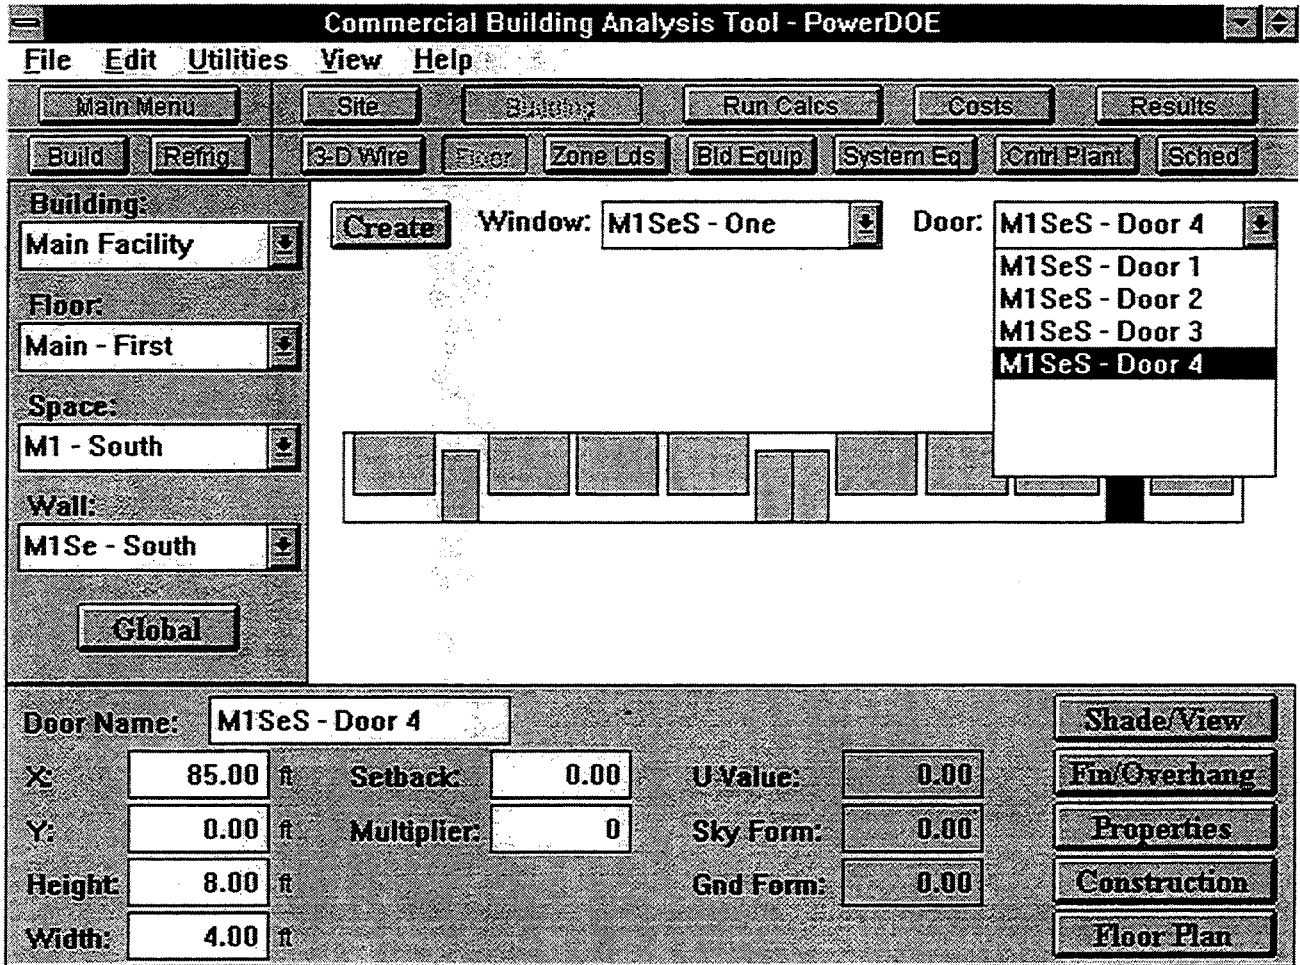 Commercial Building Analysis Tool - PowerDOE
File Edit Utilities View Help
Main Menu Site Building Run Calcs Costs Results
Build Refrig 3-D Wire Floor Zone Lds Bld Equip System Eq Cntrl Plant Sched
Building:
Main Facility
Floor:
Main - First
Space:
M1 - South
Wall:
M1Se - South
Global
Create Window: M1SeS - One Door: M1SeS - Door 4
M1SeS - Door 1
M1SeS - Door 2
M1SeS - Door 3
M1SeS - Door 4
Door Name: M1SeS - Door 4 Shade/View
X: 85.00 ft Setback: 0.00 U-Value: 0.00 Fin/Overhang
Y: 0.00 ft Multiplier: 0 Sky Form: 0.00 Properties
Height: 8.00 ft Gnd Form: 0.00 Construction
Width: 4.00 ft Floor Plan